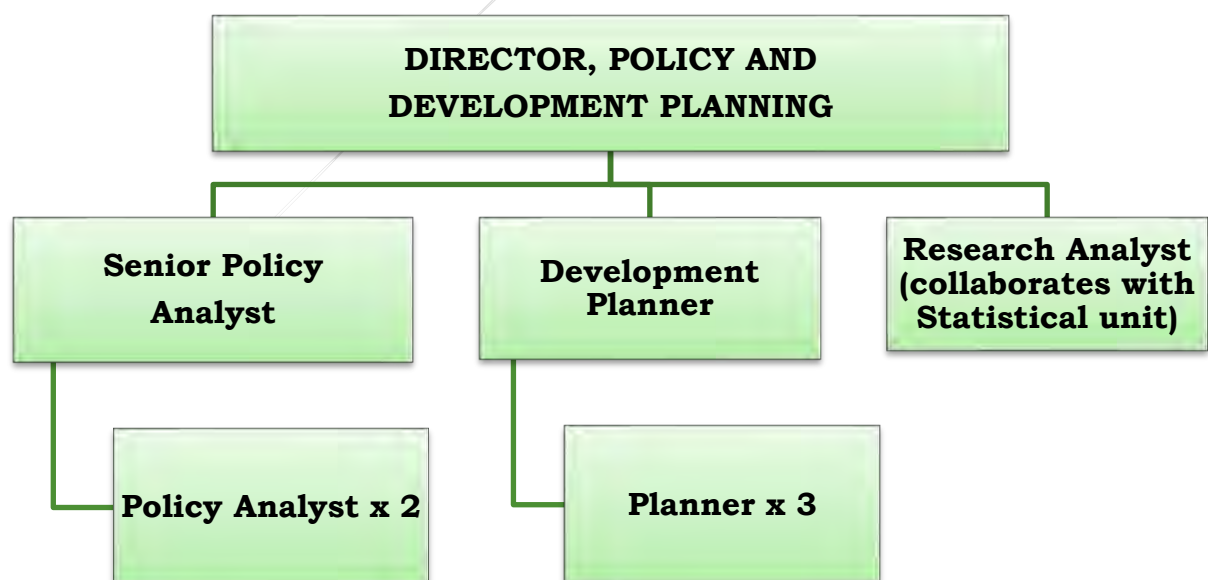 DIRECTOR, POLICY AND
DEVELOPMENT PLANNING
Senior Policy
Analyst
Development
Planner
Research Analyst
(collaborates with
Statistical unit)
Policy Analyst x 2
Planner x 3